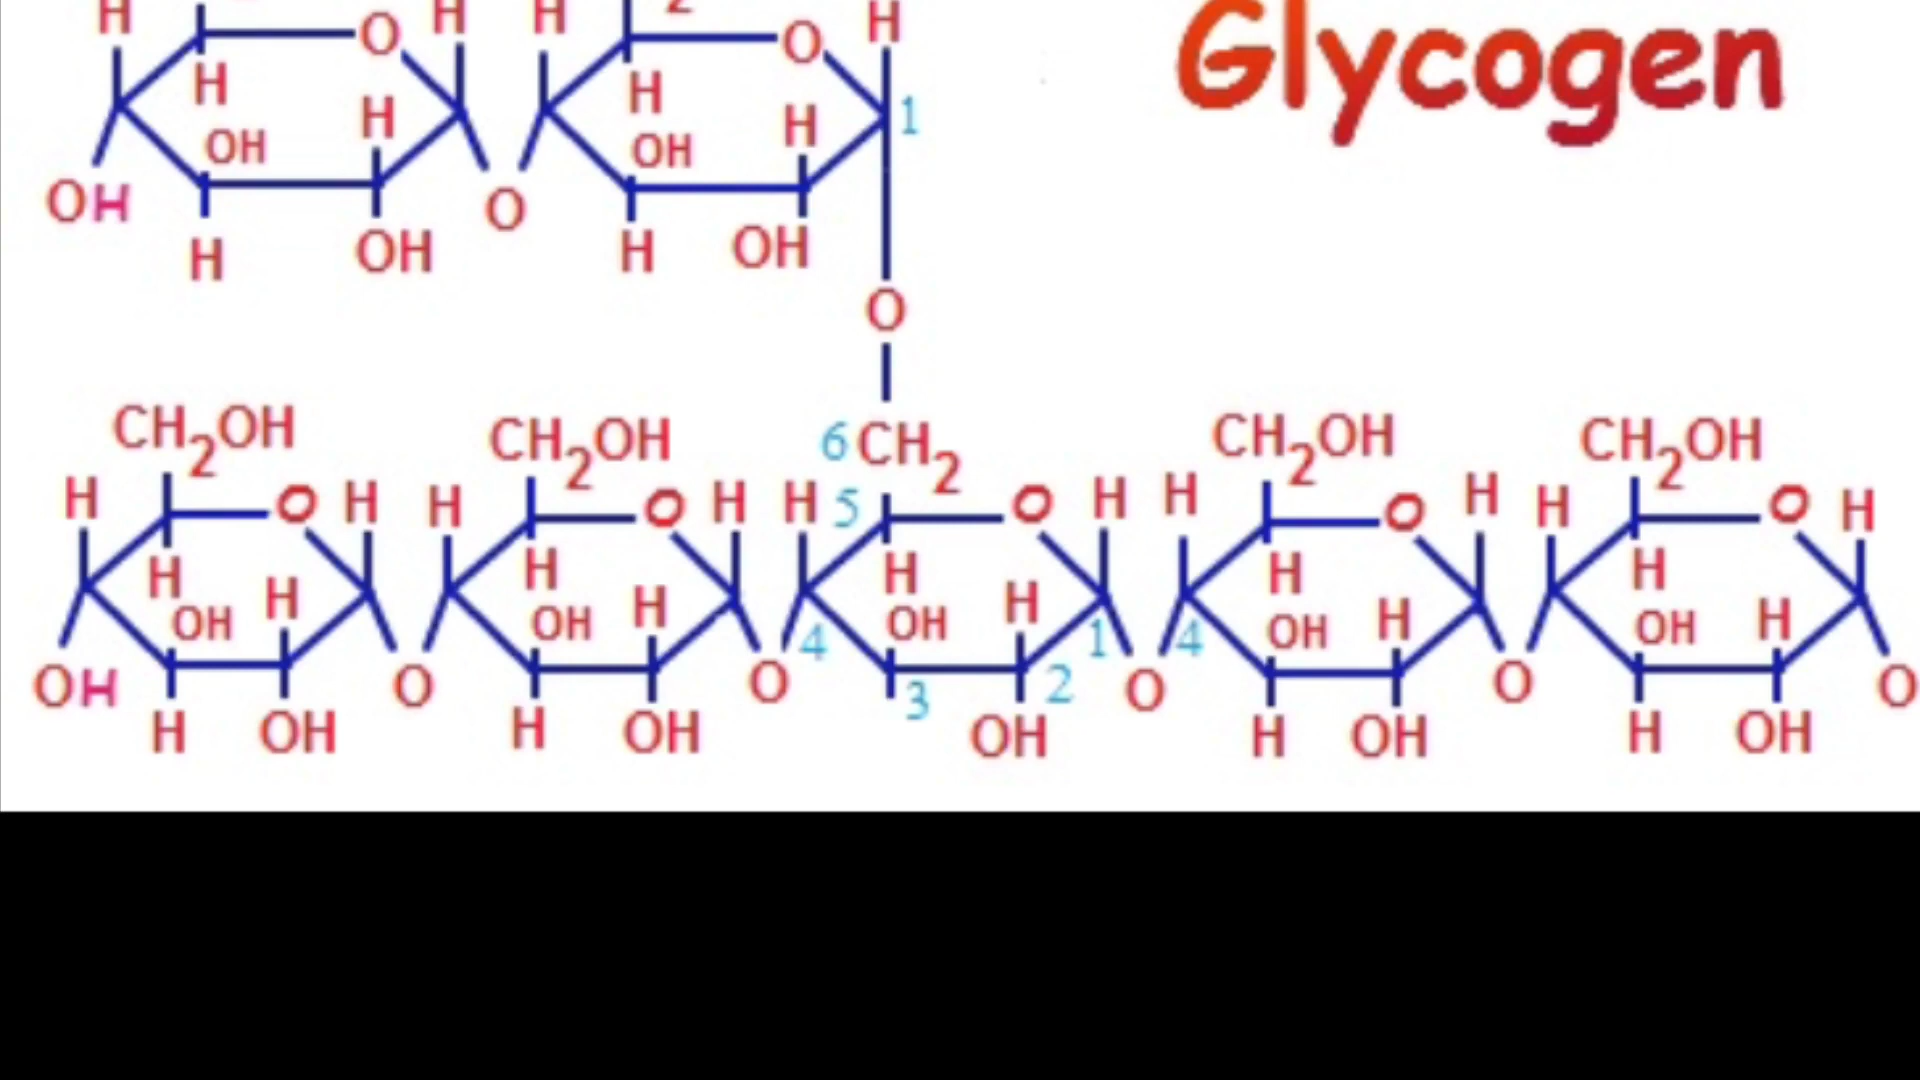 H O H H 2 O H
Glycogen
H H H H 1
OH OH
OH O
H OH H OH
O
CH2OH CH2OH 6 CH2 CH2OH CH2OH
H O H H O H H 5 O H H O H H O H
H H H H H H H H H H
OH OH OH OH OH
4 1 4
OH O O 3 2 O O O
H OH H OH OH H OH H OH